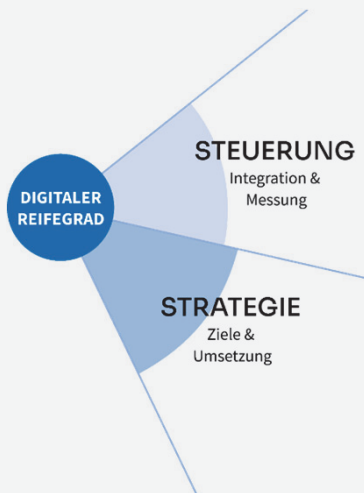 STEUERUNG
Integration &
Messung
DIGITALER
REIFEGRAD
STRATEGIE
Ziele &
Umsetzung